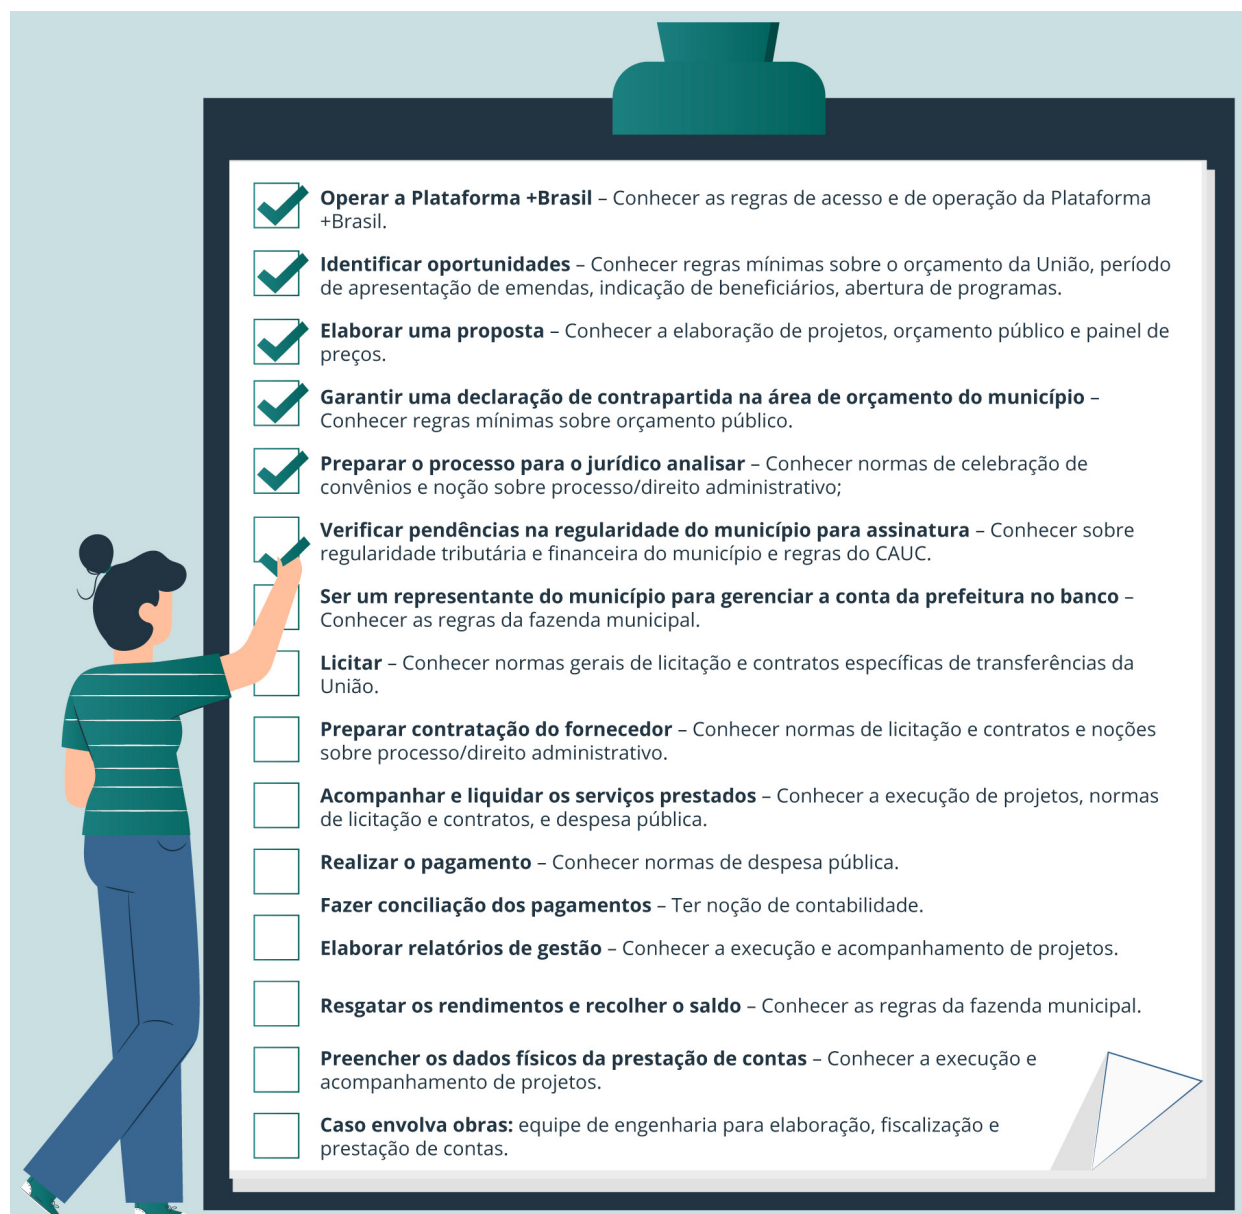 Operar a Plataforma +Brasil – Conhecer as regras de acesso e de operação da Plataforma
+Brasil.
Identificar oportunidades – Conhecer regras mínimas sobre o orçamento da União, período
de apresentação de emendas, indicação de beneficiários, abertura de programas.
Elaborar uma proposta – Conhecer a elaboração de projetos, orçamento público e painel de
preços.
Garantir uma declaração de contrapartida na área de orçamento do município –
Conhecer regras mínimas sobre orçamento público.
Preparar o processo para o jurídico analisar – Conhecer normas de celebração de
convênios e noção sobre processo/direito administrativo;
Verificar pendências na regularidade do município para assinatura – Conhecer sobre
regularidade tributária e financeira do município e regras do CAUC.
Ser um representante do município para gerenciar a conta da prefeitura no banco –
Conhecer as regras da fazenda municipal.
Licitar – Conhecer normas gerais de licitação e contratos específicas de transferências da
União.
Preparar contratação do fornecedor – Conhecer normas de licitação e contratos e noções
sobre processo/direito administrativo.
Acompanhar e liquidar os serviços prestados – Conhecer a execução de projetos, normas
de licitação e contratos, e despesa pública.
Realizar o pagamento – Conhecer normas de despesa pública.
Fazer conciliação dos pagamentos – Ter noção de contabilidade.
Elaborar relatórios de gestão – Conhecer a execução e acompanhamento de projetos.
Resgatar os rendimentos e recolher o saldo – Conhecer as regras da fazenda municipal.
Preencher os dados físicos da prestação de contas – Conhecer a execução e
acompanhamento de projetos.
Caso envolva obras: equipe de engenharia para elaboração, fiscalização e
prestação de contas.